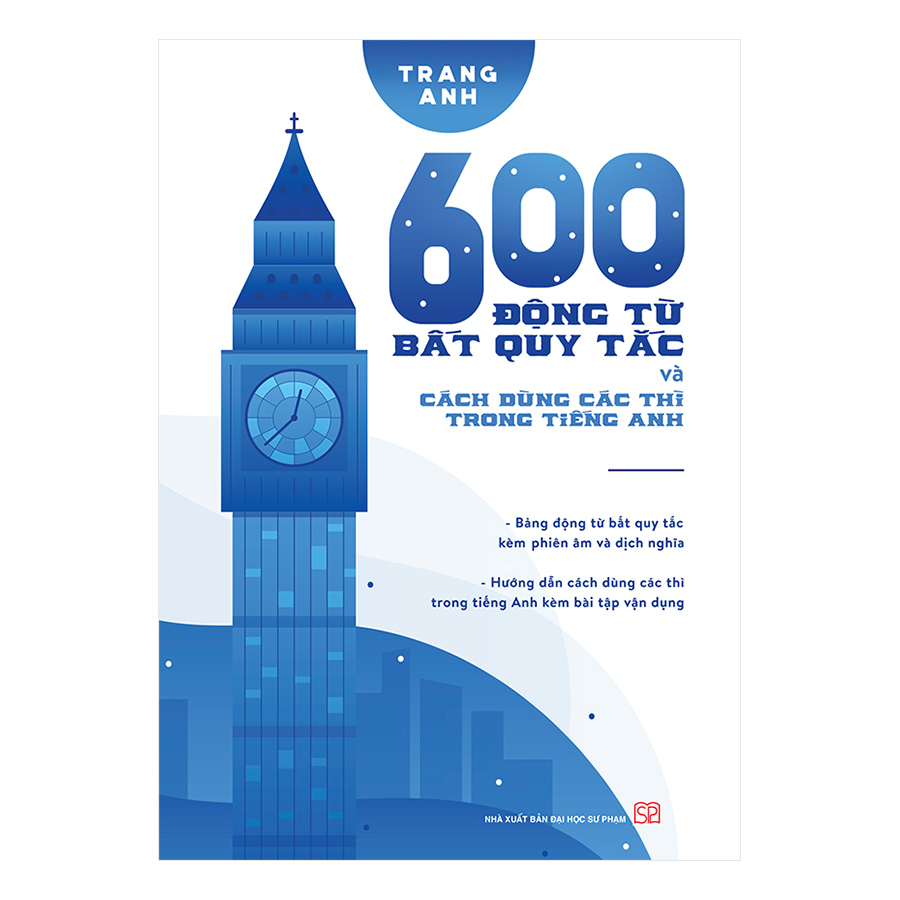 TRANG
ANH
600
ĐỘNG TỪ
BẤT QUY TẮC
và
CÁCH DÙNG CÁC THÌ
TRONG TIẾNG ANH
- Bảng động từ bất quy tắc
kèm phiên âm và dịch nghĩa
- Hướng dẫn cách dùng các thì
trong tiếng Anh kèm bài tập vận dụng
NHÀ XUẤT BẢN ĐẠI HỌC SƯ PHẠM
SP